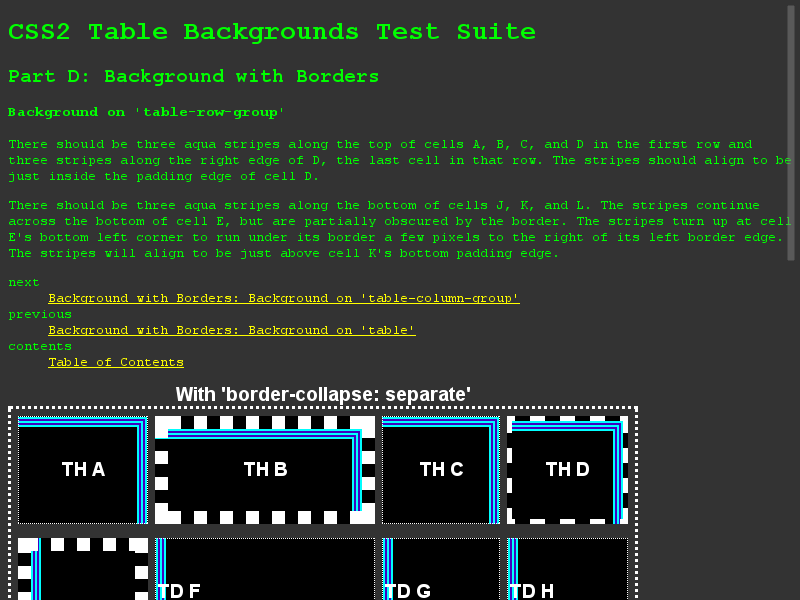 CSS2 Table Backgrounds Test Suite
Part D: Background with Borders
Background on 'table-row-group'
There should be three aqua stripes along the top of cells A, B, C, and D in the first row and
three stripes along the right edge of D, the last cell in that row. The stripes should align to be
just inside the padding edge of cell D.
There should be three aqua stripes along the bottom of cells J, K, and L. The stripes continue
across the bottom of cell E, but are partially obscured by the border. The stripes turn up at cell
E's bottom left corner to run under its border a few pixels to the right of its left border edge.
The stripes will align to be just above cell K's bottom padding edge.
next
Background with Borders: Background on 'table-column-group'
previous
Background with Borders: Background on 'table'
contents
Table of Contents
With 'border-collapse: separate'
TH A TH B TH C TH D
TD F TD G TD H